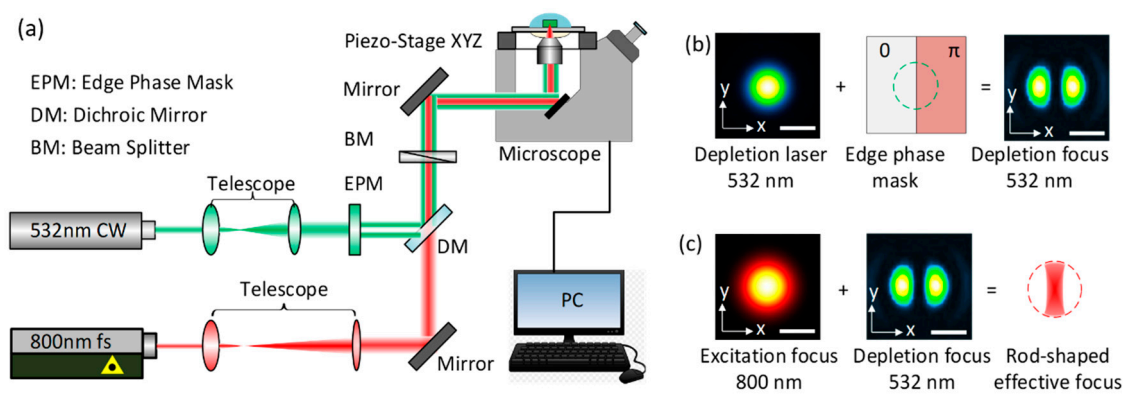 (a)
EPM: Edge Phase Mask
DM: Dichroic Mirror
BM: Beam Splitter
Piezo-Stage XYZ
Mirror
BM
Microscope
EPM
Telescope
532nm CW
DM
Telescope
800nm fs
Mirror
PC
(b)
y
x
Depletion laser
532 nm
+
0 π
Edge phase
mask
=
y
x
Depletion focus
532 nm
(c)
y
x
Excitation focus
800 nm
+
y
x
Depletion focus
532 nm
=
Rod-shaped
effective focus